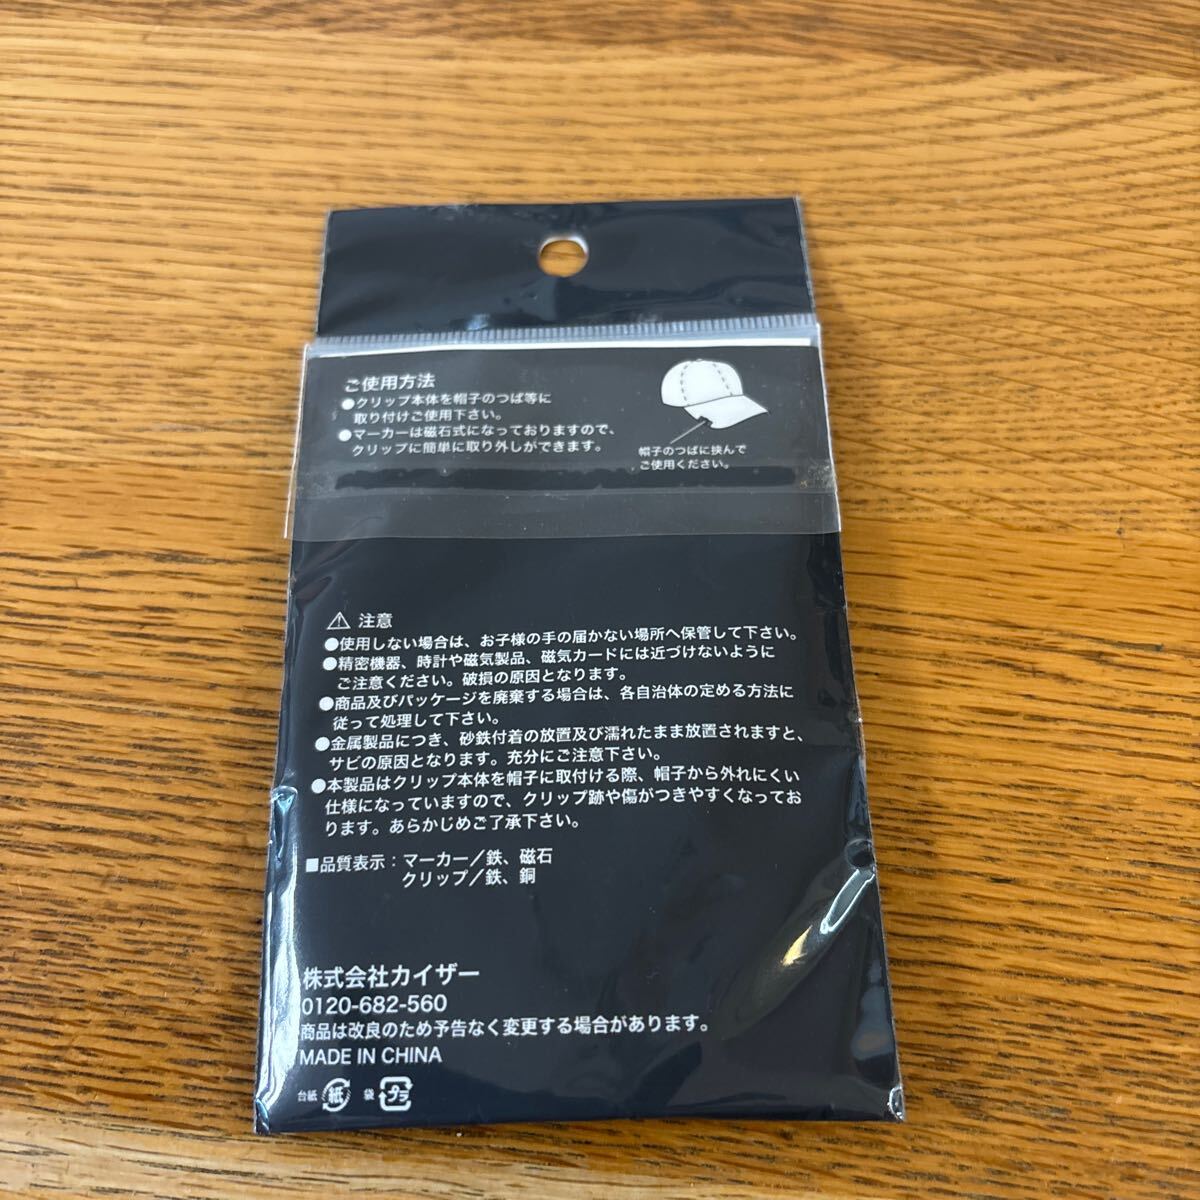 ご使用方法
●クリップ本体を帽子のつば等に
取り付けご使用下さい。
●マーカーは磁石式になっておりますので、
クリップに簡単に取り外しができます。
帽子のつばに挟んで
ご使用ください。
⚠ 注意
●使用しない場合は、お子様の手の届かない場所へ保管して下さい。
●精密機器、時計や磁気製品、磁気カードには近づけないように
ご注意ください。破損の原因となります。
●商品及びパッケージを廃棄する場合は、各自治体の定める方法に
従って処理して下さい。
●金属製品につき、砂鉄付着の放置及び濡れたまま放置されますと、
サビの原因となります。充分にご注意下さい。
●本製品はクリップ本体を帽子に取付ける際、帽子から外れにくい
仕様になっていますので、クリップ跡や傷がつきやすくなってお
ります。あらかじめご了承下さい。
■品質表示：マーカー／鉄、磁石
クリップ／鉄、銅
株式会社カイザー
0120-682-560
商品は改良のため予告なく変更する場合があります。
MADE IN CHINA
台紙 紙 袋 プラ